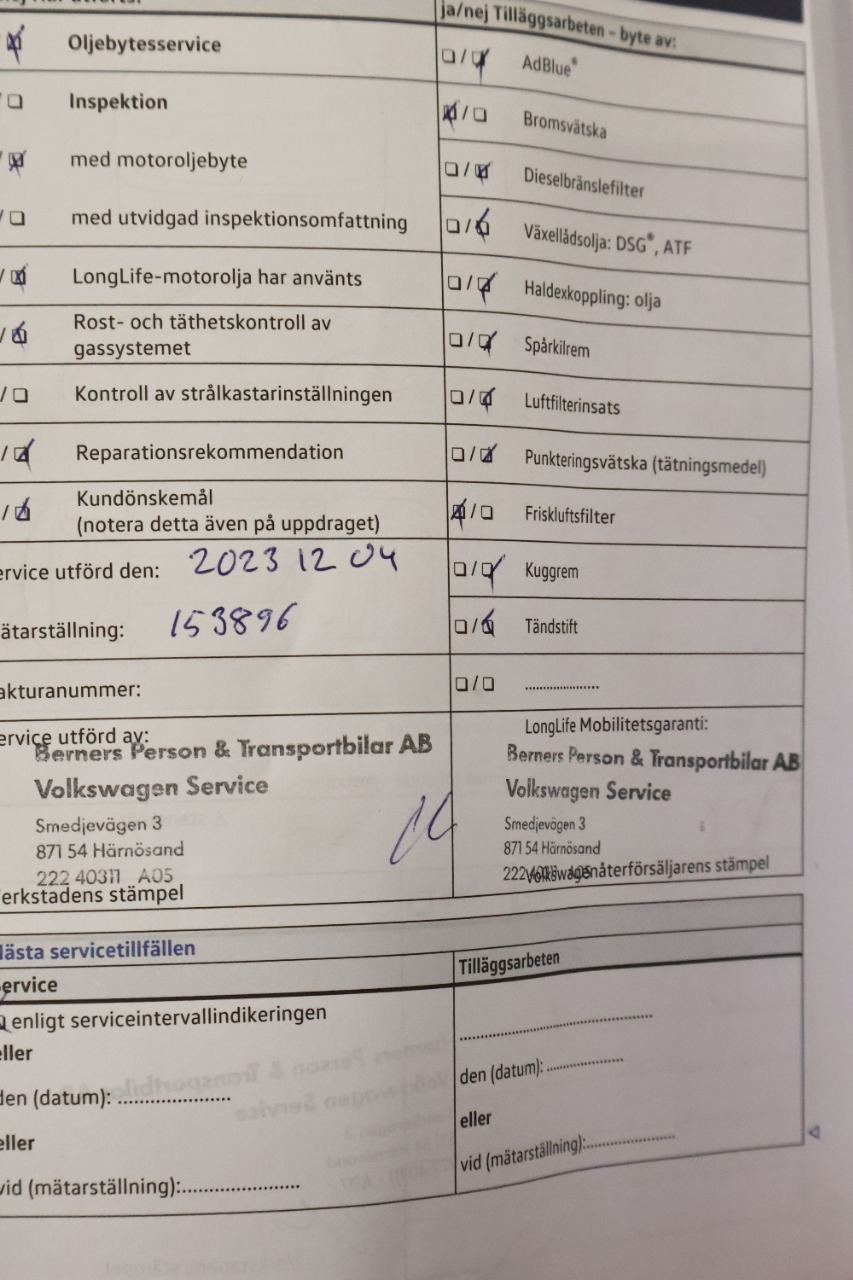 ja/nej Tilläggsarbeten – byte av:
Oljebytesservice
AdBlue®
Inspektion
Bromsvätska
med motoroljebyte
Dieselbränslefilter
med utvidgad inspektionsomfattning
Växellådsolja: DSG®, ATF
LongLife-motorolja har använts
Haldexkoppling: olja
Rost- och täthetskontroll av
gassystemet
Spårkilrem
Kontroll av strålkastarinställningen
Luftfilterinsats
Reparationsrekommendation
Punkteringsvätska (tätningsmedel)
Kundönskemål
(notera detta även på uppdraget)
Friskluftsfilter
ervice utförd den: 2023 12 04
Kuggrem
ätarställning: 153896
Tändstift
akturanummer:
......................
ervice utförd av:
Berners Person & Transportbilar AB
Volkswagen Service
Smedjevägen 3
871 54 Härnösand
222 40311 A05
erkstadens stämpel
LongLife Mobilitetsgaranti:
Berners Person & Transportbilar AB
Volkswagen Service
Smedjevägen 3
871 54 Härnösand
222 40311 A05
Volkswagenåterförsäljarens stämpel
ästa servicetillfällen
ervice
Tilläggsarbeten
enligt serviceintervallindikeringen
eller
den (datum): ......................
eller
vid (mätarställning):......................
den (datum): ......................
eller
vid (mätarställning):......................